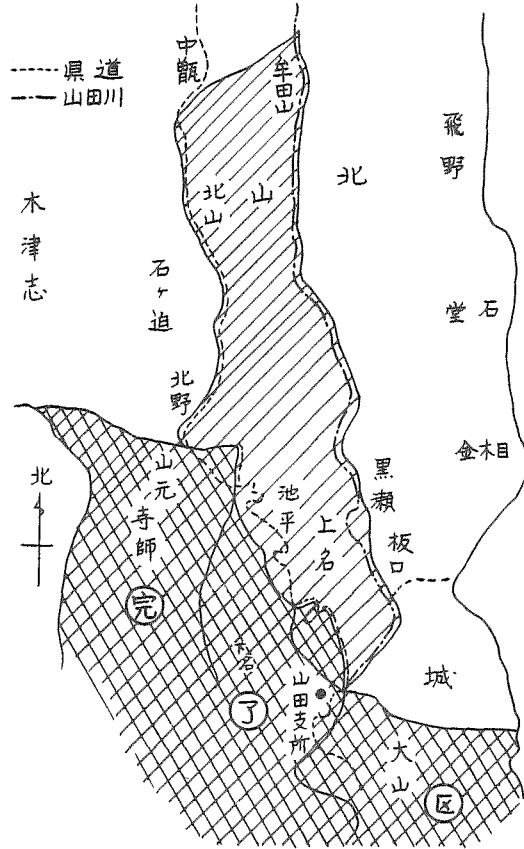 県道
山田川
中甑
牟田山
飛野
北
北山
山
木津志
石ヶ迫
石堂
北野
金木目
北
山元
寺師
池平
上名
黒瀬
板口
完
了
区
山田支所
城
大山